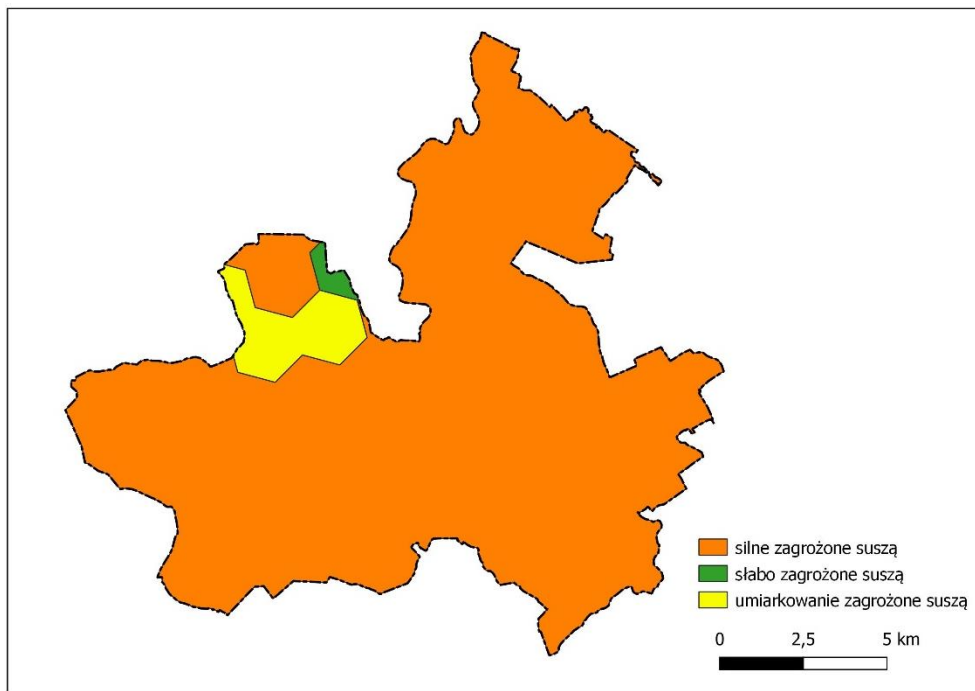 silne zagrożone suszą
słabo zagrożone suszą
umiarkowanie zagrożone suszą
0 2,5 5 km